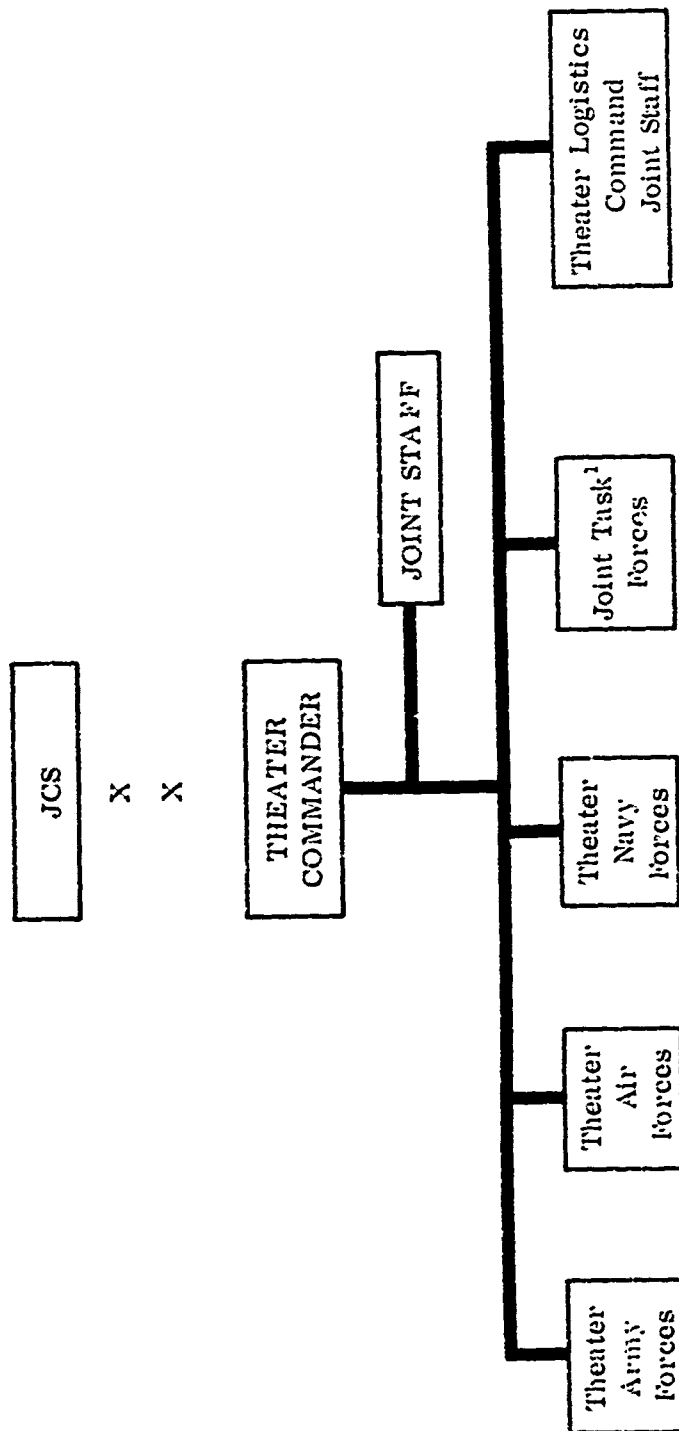 JCS
X
X
THEATER
COMMANDER
JOINT STAFF
Theater
Army
Forces
Theater
Air
Forces
Theater
Navy
Forces
Joint Task¹
Forces
Theater Logistics
Command
Joint Staff